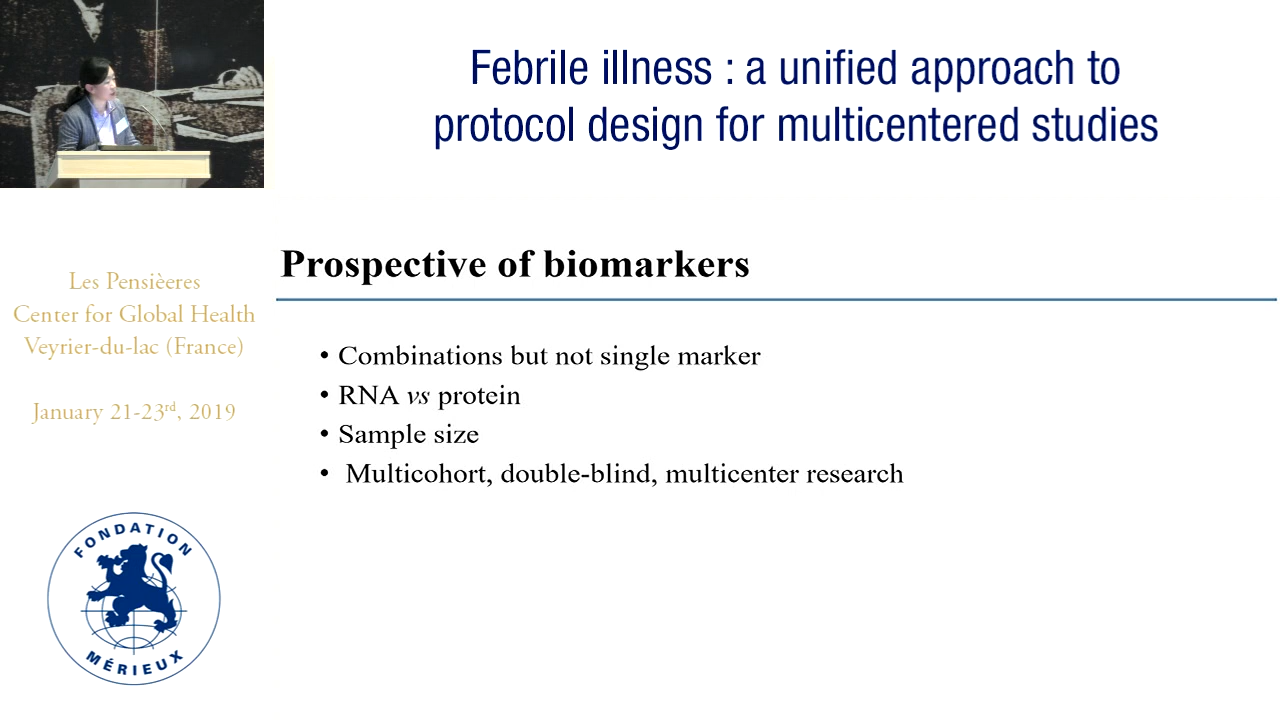 Febrile illness : a unified approach to
protocol design for multicentered studies
Les Pensièeres
Center for Global Health
Veyrier-du-lac (France)
January 21-23rd, 2019
FONDATION
MÉRIEUX
Prospective of biomarkers
• Combinations but not single marker
• RNA vs protein
• Sample size
• Multicohort, double-blind, multicenter research